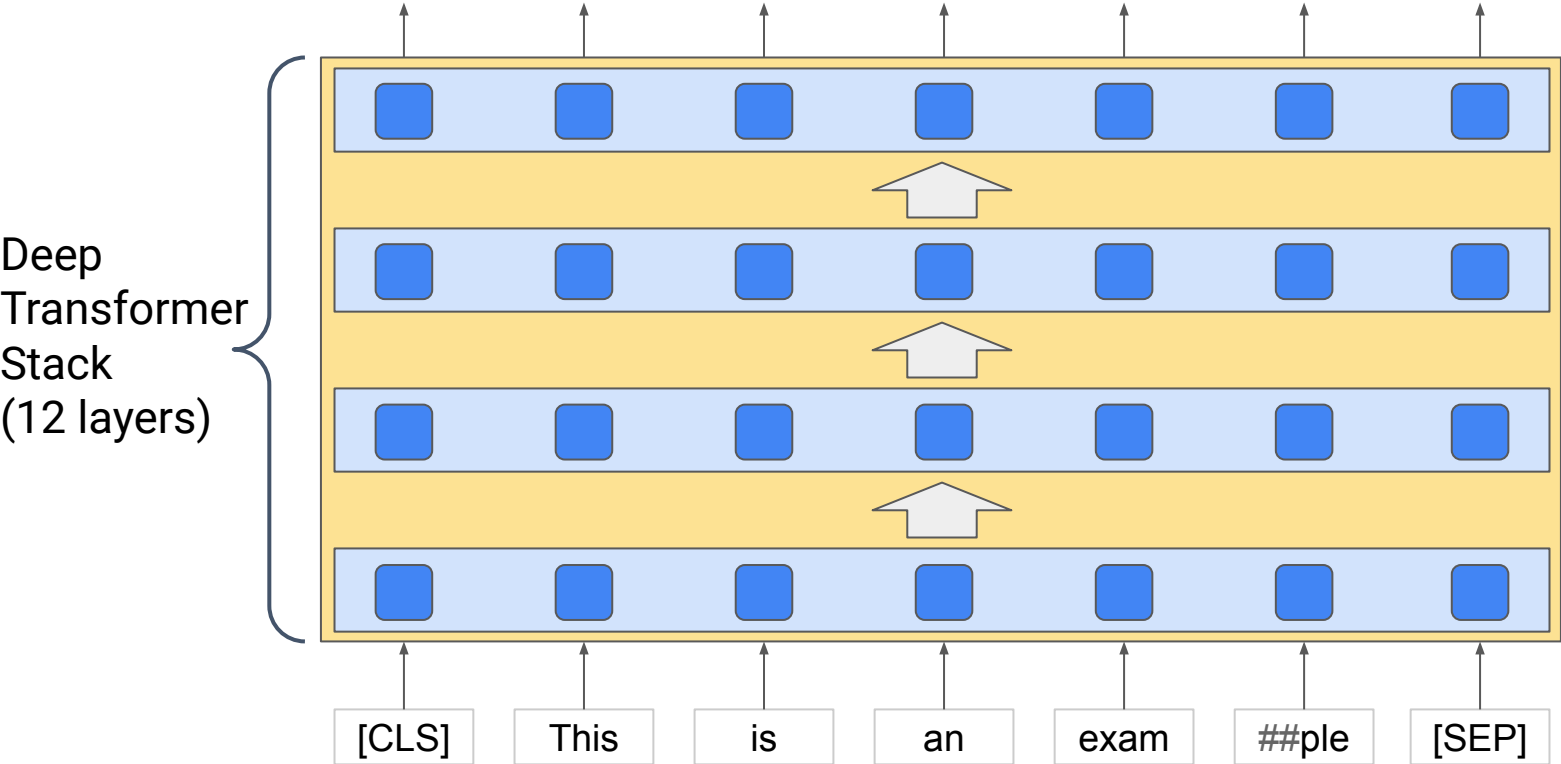 Deep
Transformer
Stack
(12 layers)
[CLS] This is an exam ##ple [SEP]